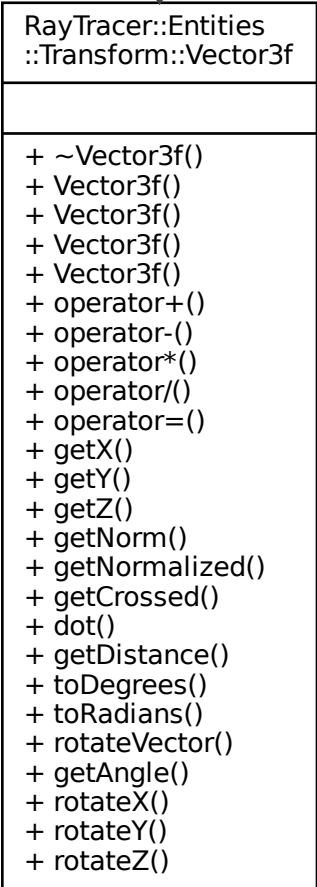 RayTracer::Entities
::Transform::Vector3f
+ ~Vector3f()
+ Vector3f()
+ Vector3f()
+ Vector3f()
+ Vector3f()
+ operator+()
+ operator-()
+ operator*()
+ operator/()
+ operator=()
+ getX()
+ getY()
+ getZ()
+ getNorm()
+ getNormalized()
+ getCrossed()
+ dot()
+ getDistance()
+ toDegrees()
+ toRadians()
+ rotateVector()
+ getAngle()
+ rotateX()
+ rotateY()
+ rotateZ()